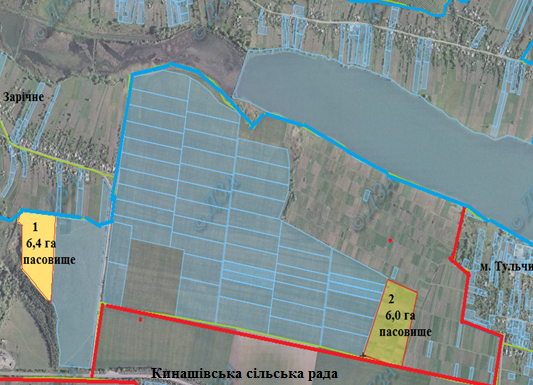 Зарічне
1
6,4 га
пасовище
м. Тульчи
2
6,0 га
пасовище
Кинашівська сільська рада